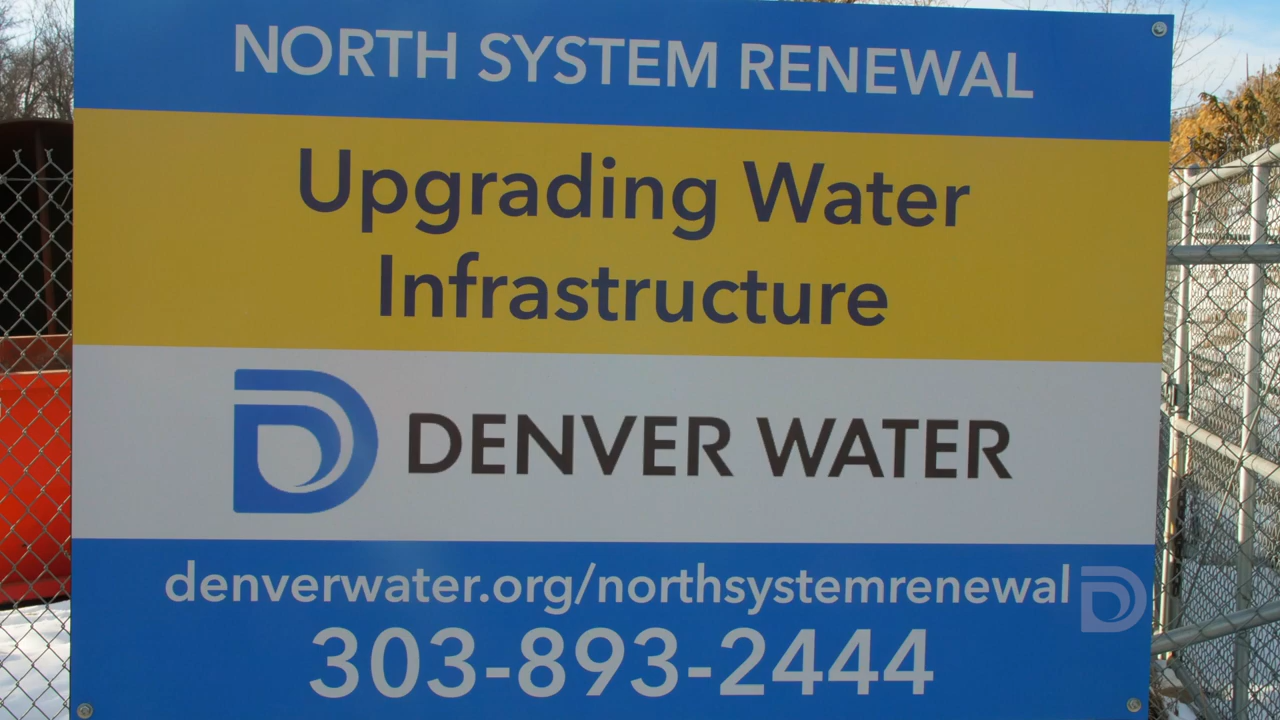 NORTH SYSTEM RENEWAL
Upgrading Water
Infrastructure
DENVER WATER
denverwater.org/northsystemrenewal
303-893-2444